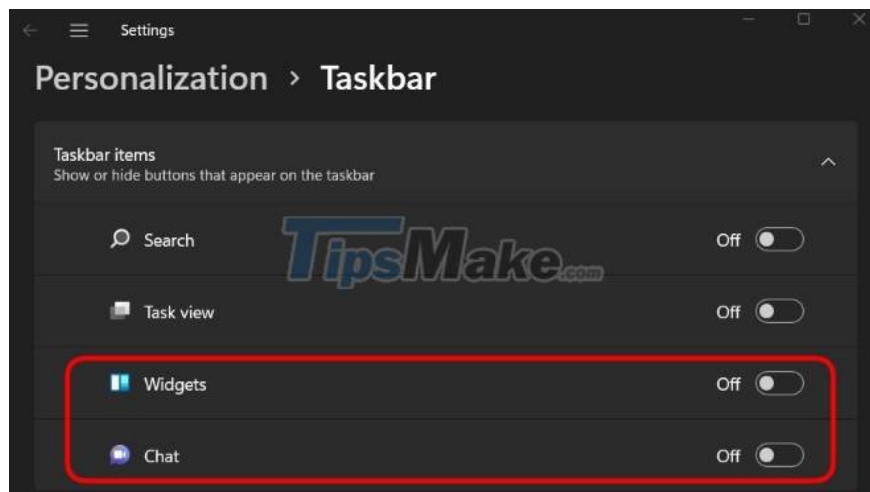 Settings
Personalization > Taskbar
Taskbar items
Show or hide buttons that appear on the taskbar
Search Off
TipsMake.com
Task view Off
Widgets Off
Chat Off